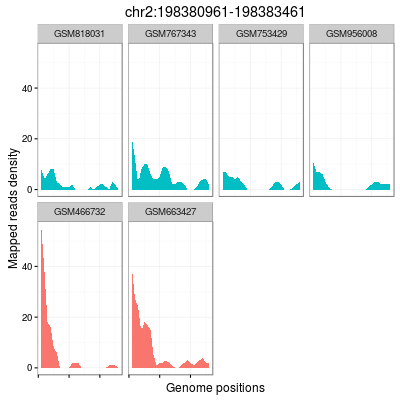 chr2:198380961-198383461
GSM818031 GSM767343 GSM753429 GSM956008
40
20
0
GSM466732 GSM663427
40
20
0
Mapped reads density
Genome positions